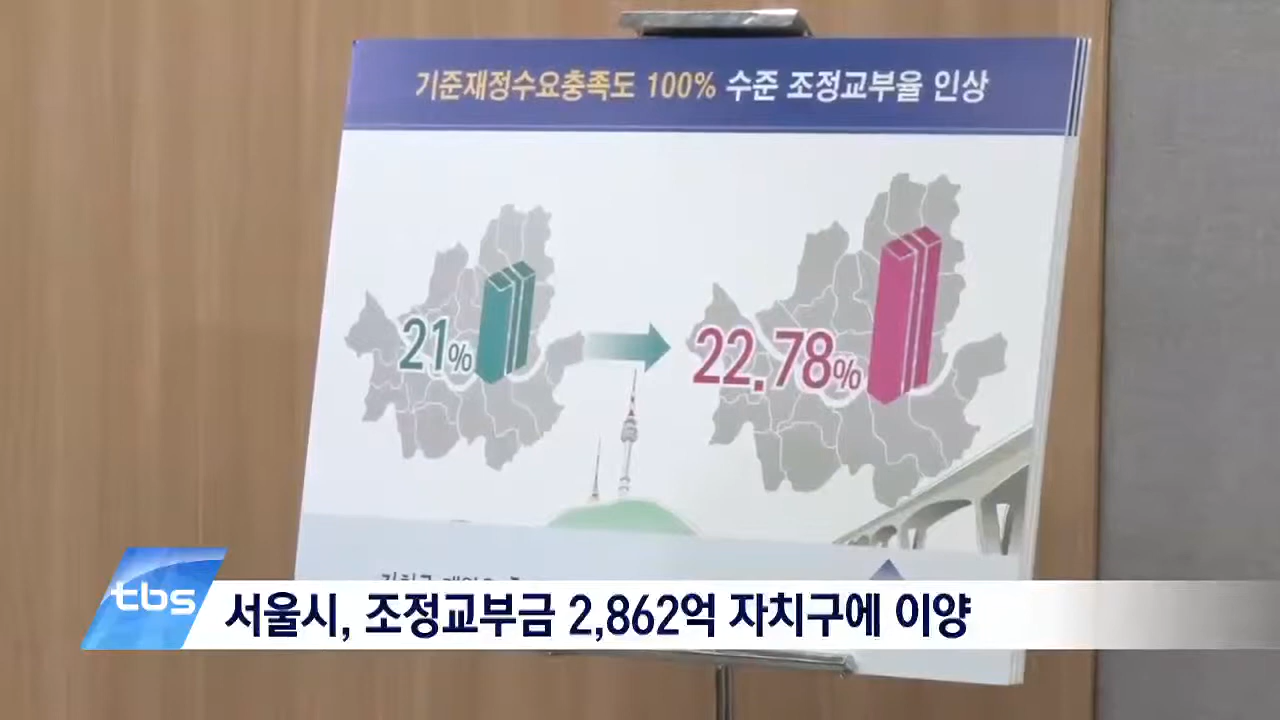 기준재정수요충족도 100% 수준 조정교부율 인상
21%
22.78%
tbs
서울시, 조정교부금 2,862억 자치구에 이양